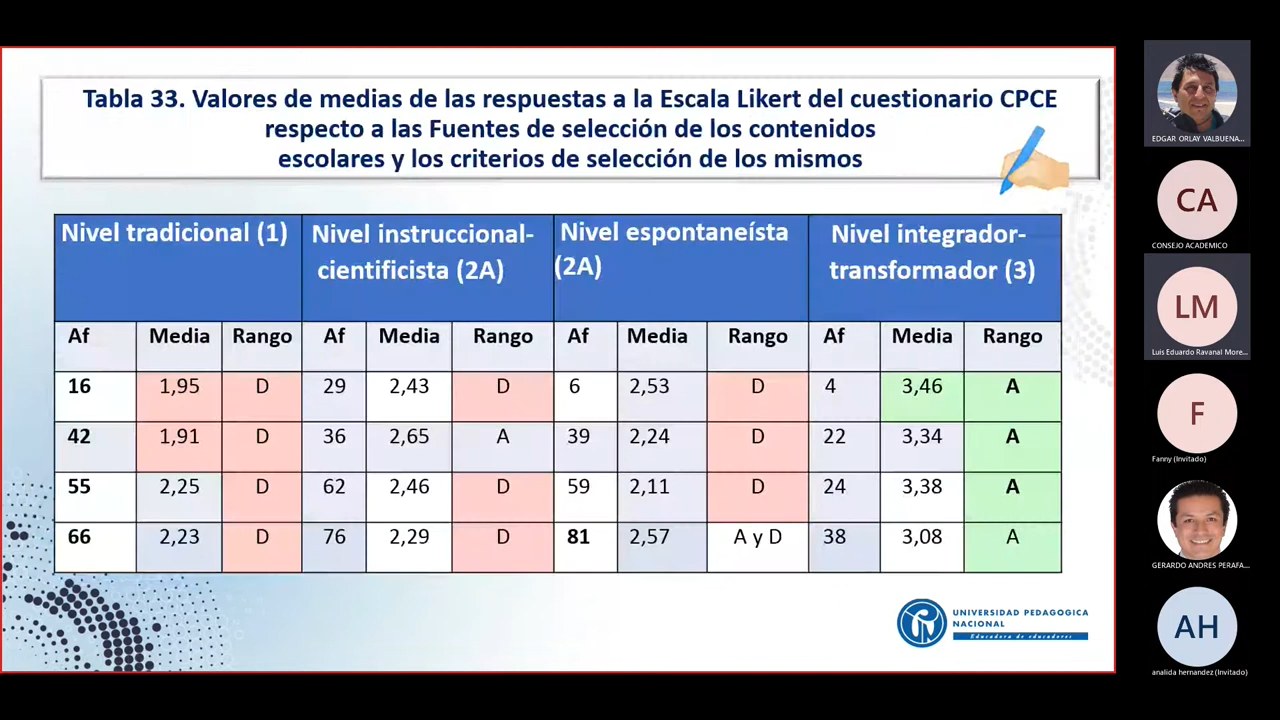 Tabla 33. Valores de medias de las respuestas a la Escala Likert del cuestionario CPCE
respecto a las Fuentes de selección de los contenidos
escolares y los criterios de selección de los mismos
Nivel tradicional (1) Nivel instruccional-científicista (2A) Nivel espontaneísta (2A) Nivel integrador-transformador (3)
Af Media Rango Af Media Rango Af Media Rango Af Media Rango
16 1,95 D 29 2,43 D 6 2,53 D 4 3,46 A
42 1,91 D 36 2,65 A 39 2,24 D 22 3,34 A
55 2,25 D 62 2,46 D 59 2,11 D 24 3,38 A
66 2,23 D 76 2,29 D 81 2,57 A y D 38 3,08 A
UNIVERSIDAD PEDAGOGICA
NACIONAL
Educadora de educadores
EDGAR ORLAY VALBUENA...
CA
CONSEJO ACADEMICO
LM
Luis Eduardo Ravanal More...
F
Fanny (Invitado)
GERARDO ANDRES PERAFA...
AH
analida hernandez (Invitado)